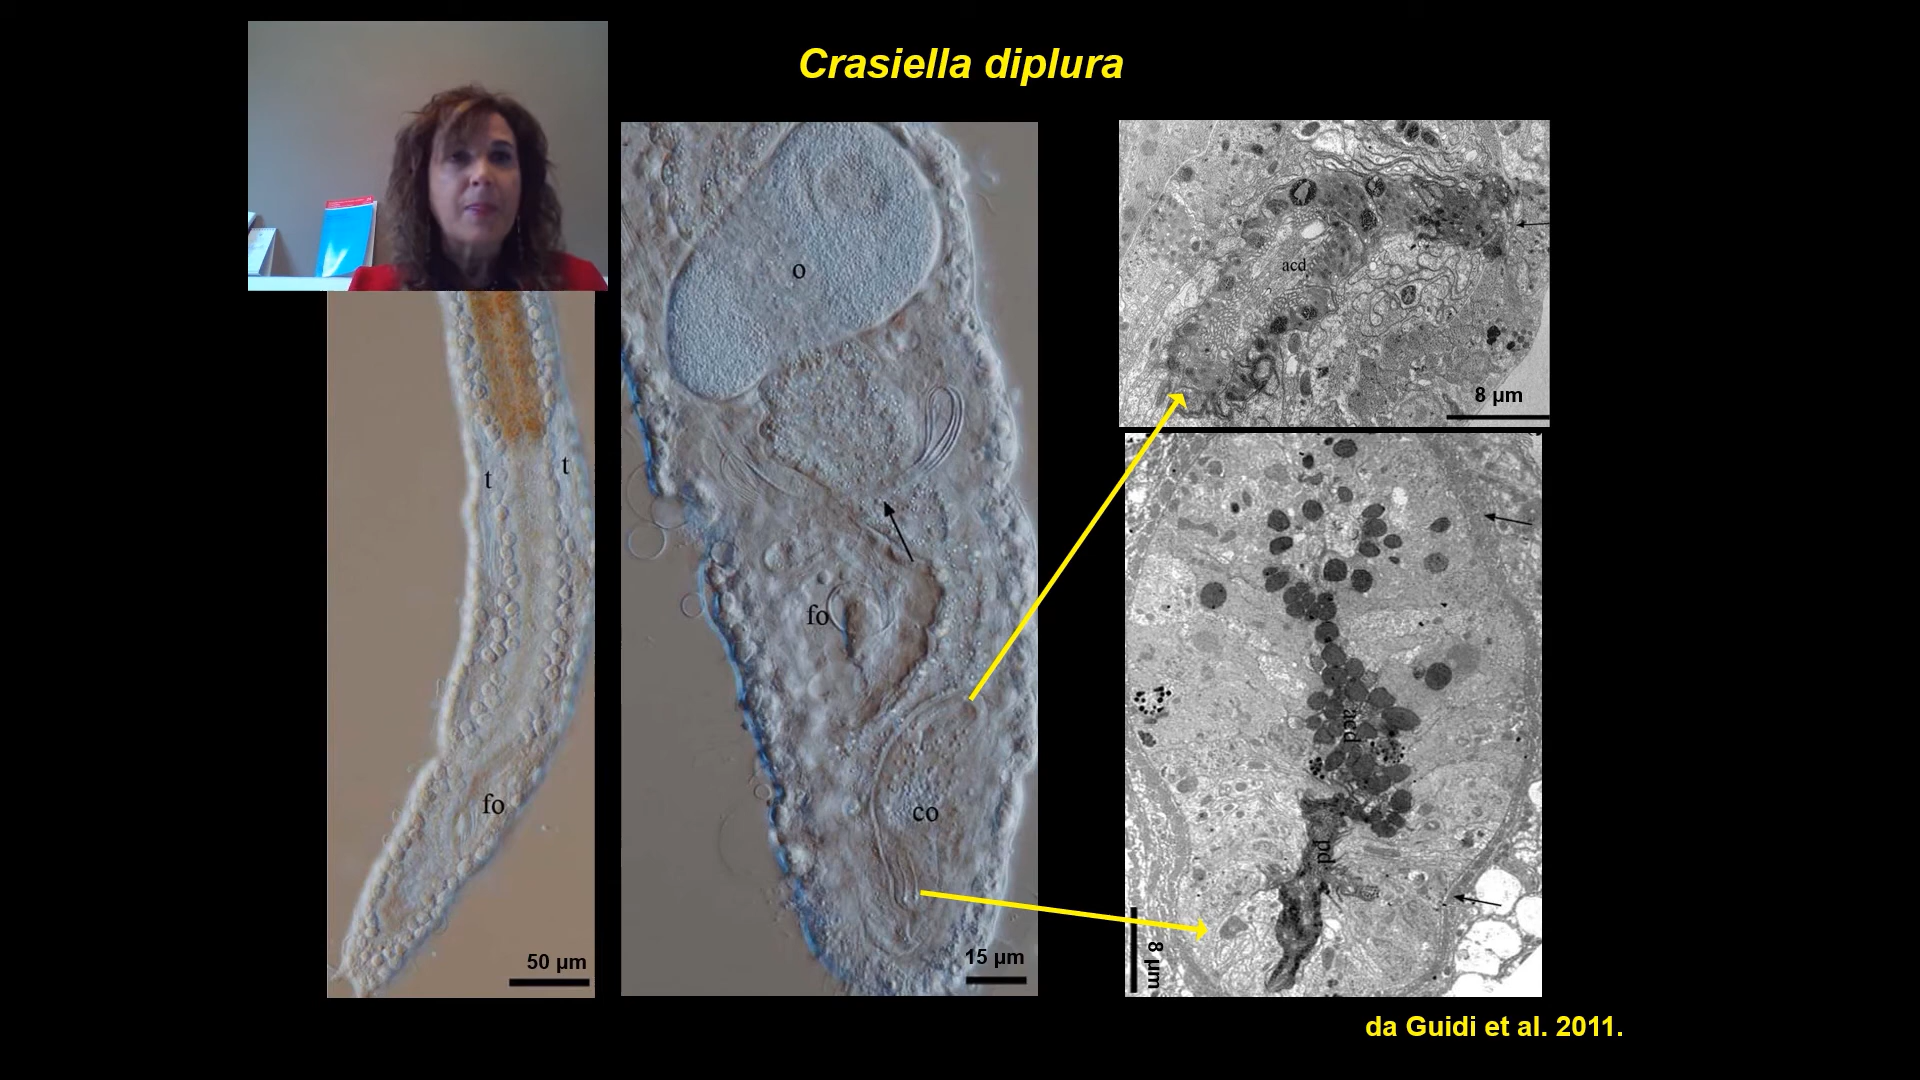 Crasiella diplura
t
t
fo
50 µm
o
fo
co
15 µm
acd
8 µm
acd
pd
8 µm
da Guidi et al. 2011.